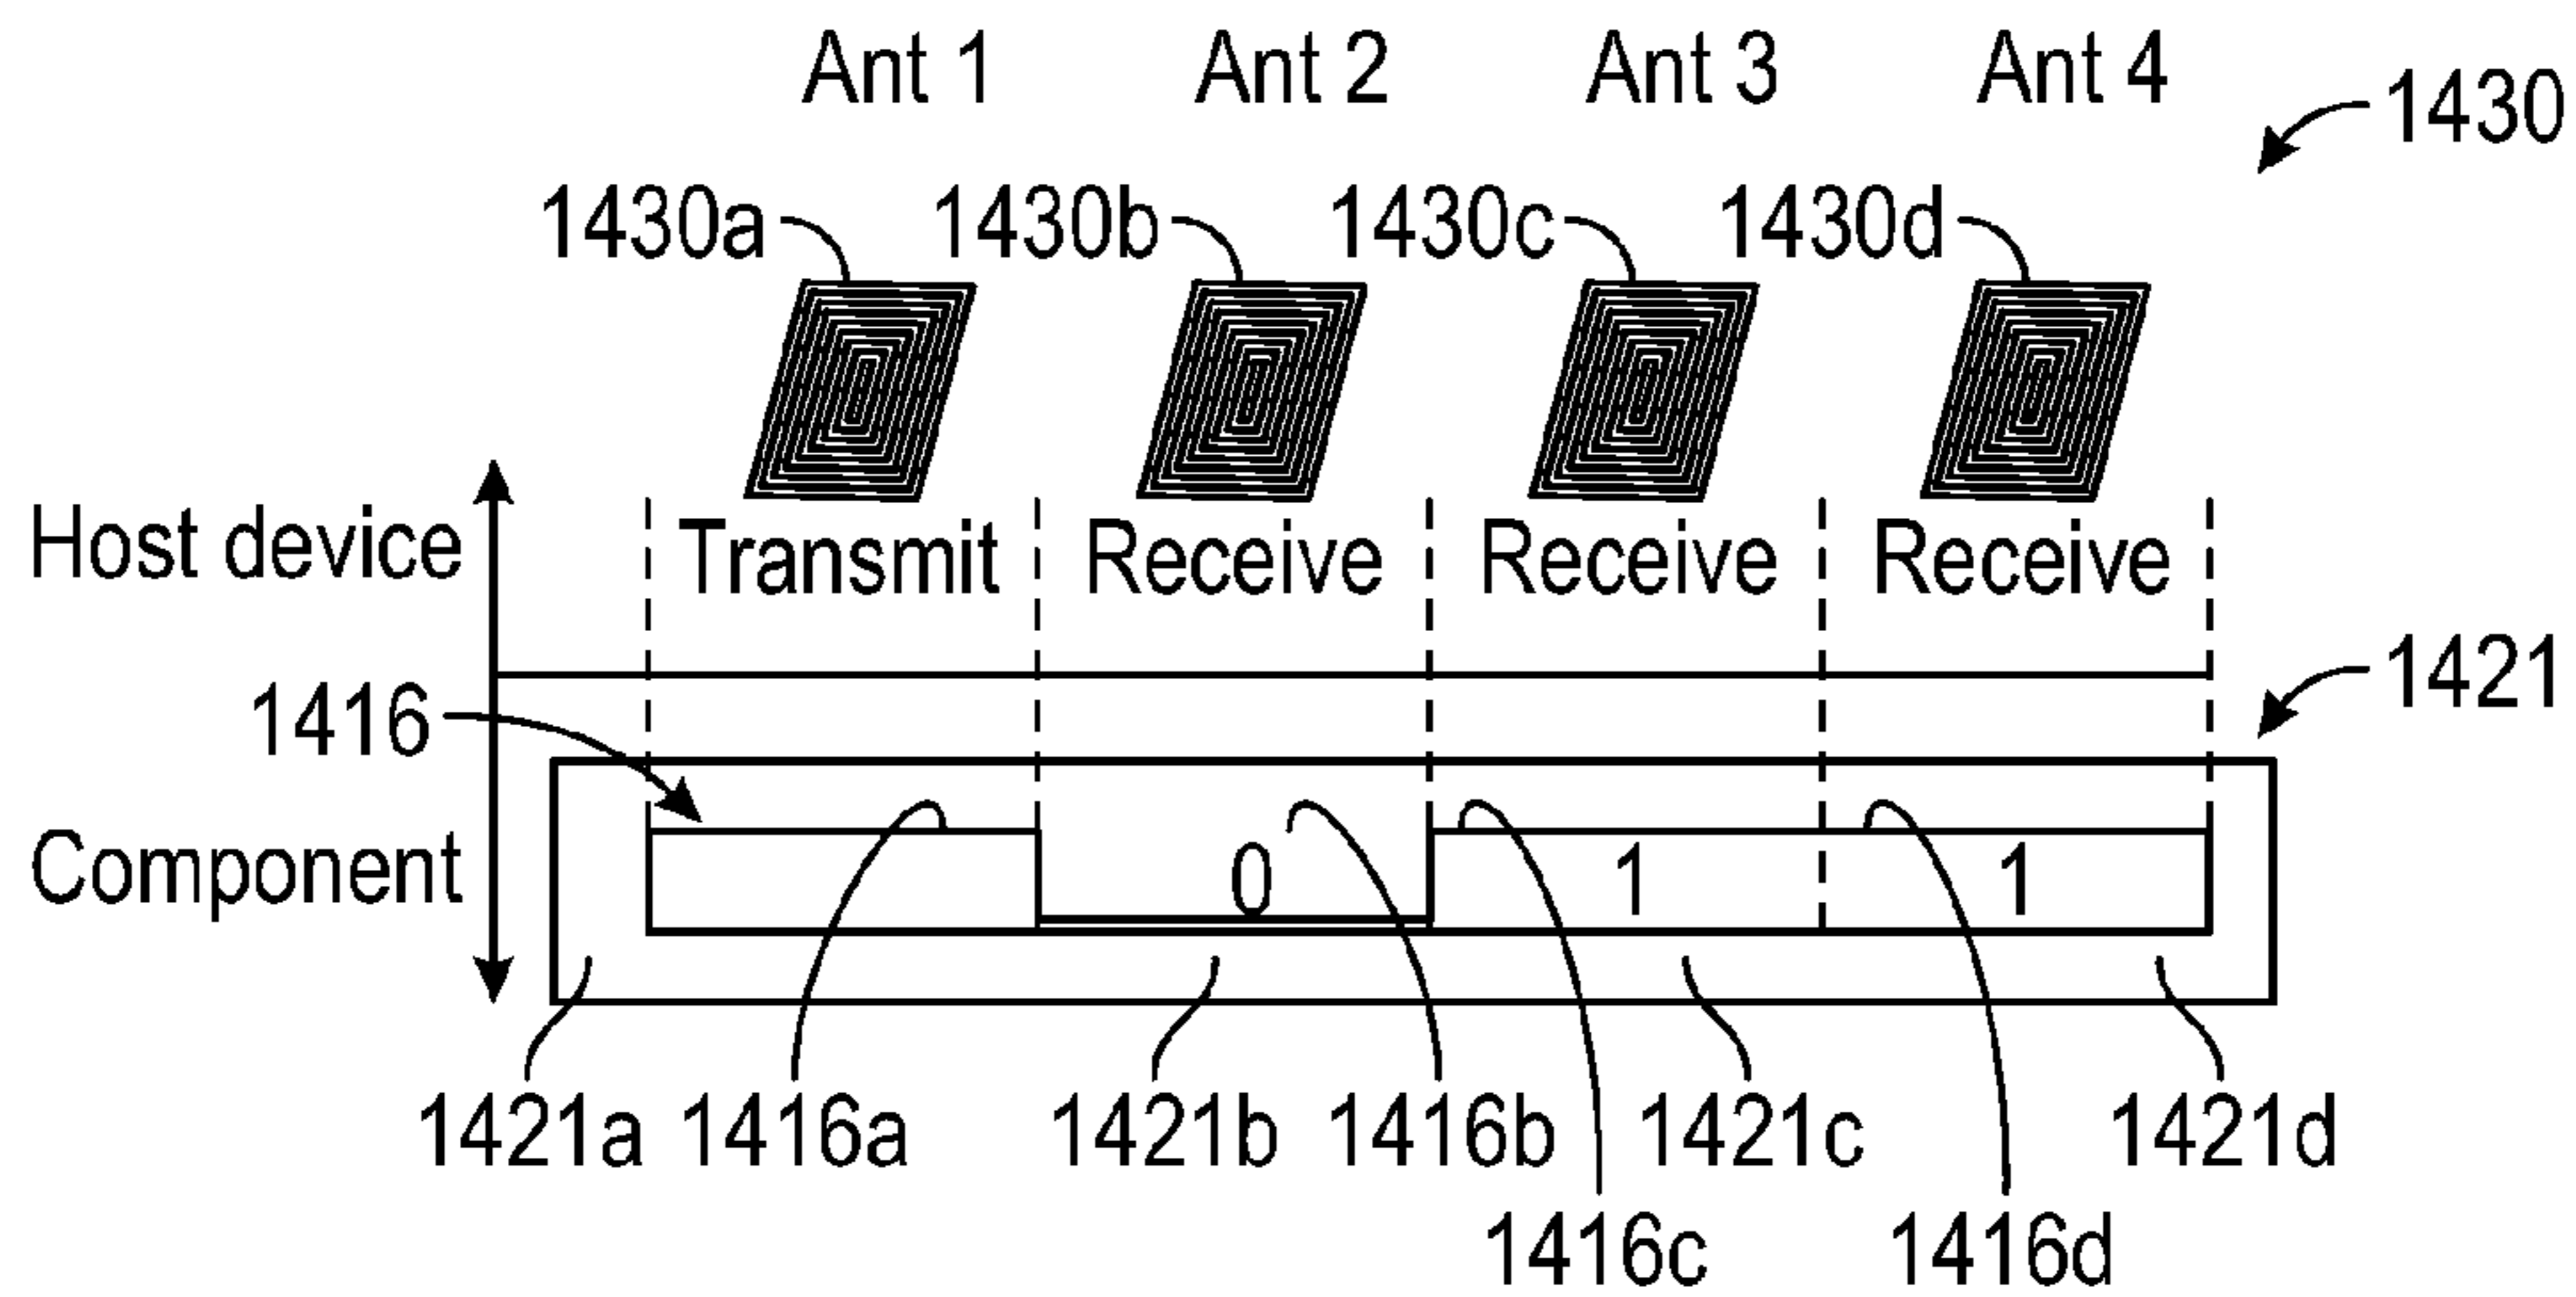 Ant 1 Ant 2 Ant 3 Ant 4
1430
1430a 1430b 1430c 1430d
Host device Transmit Receive Receive Receive
1421
1416
Component 0 1 1
1421a 1416a 1421b 1416b 1421c 1421d
1416c 1416d